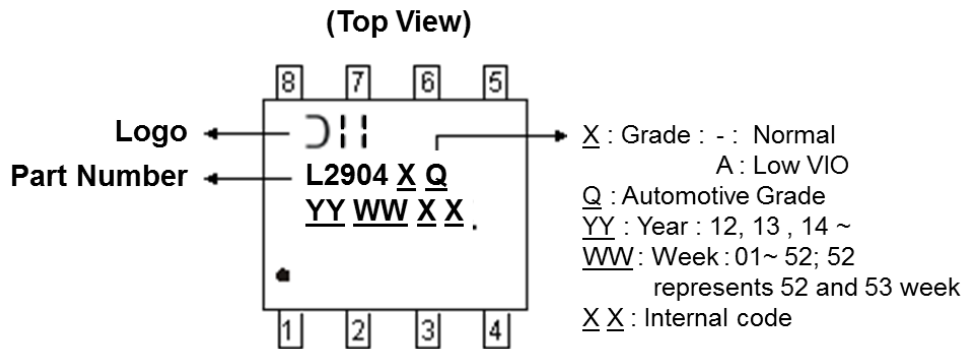 (Top View)
8 7 6 5
Logo
Part Number
L2904 X Q
YY WW X X .
1 2 3 4
X : Grade : - : Normal
A : Low VIO
Q : Automotive Grade
YY : Year : 12, 13 , 14 ~
WW : Week : 01~ 52; 52
represents 52 and 53 week
X X : Internal code